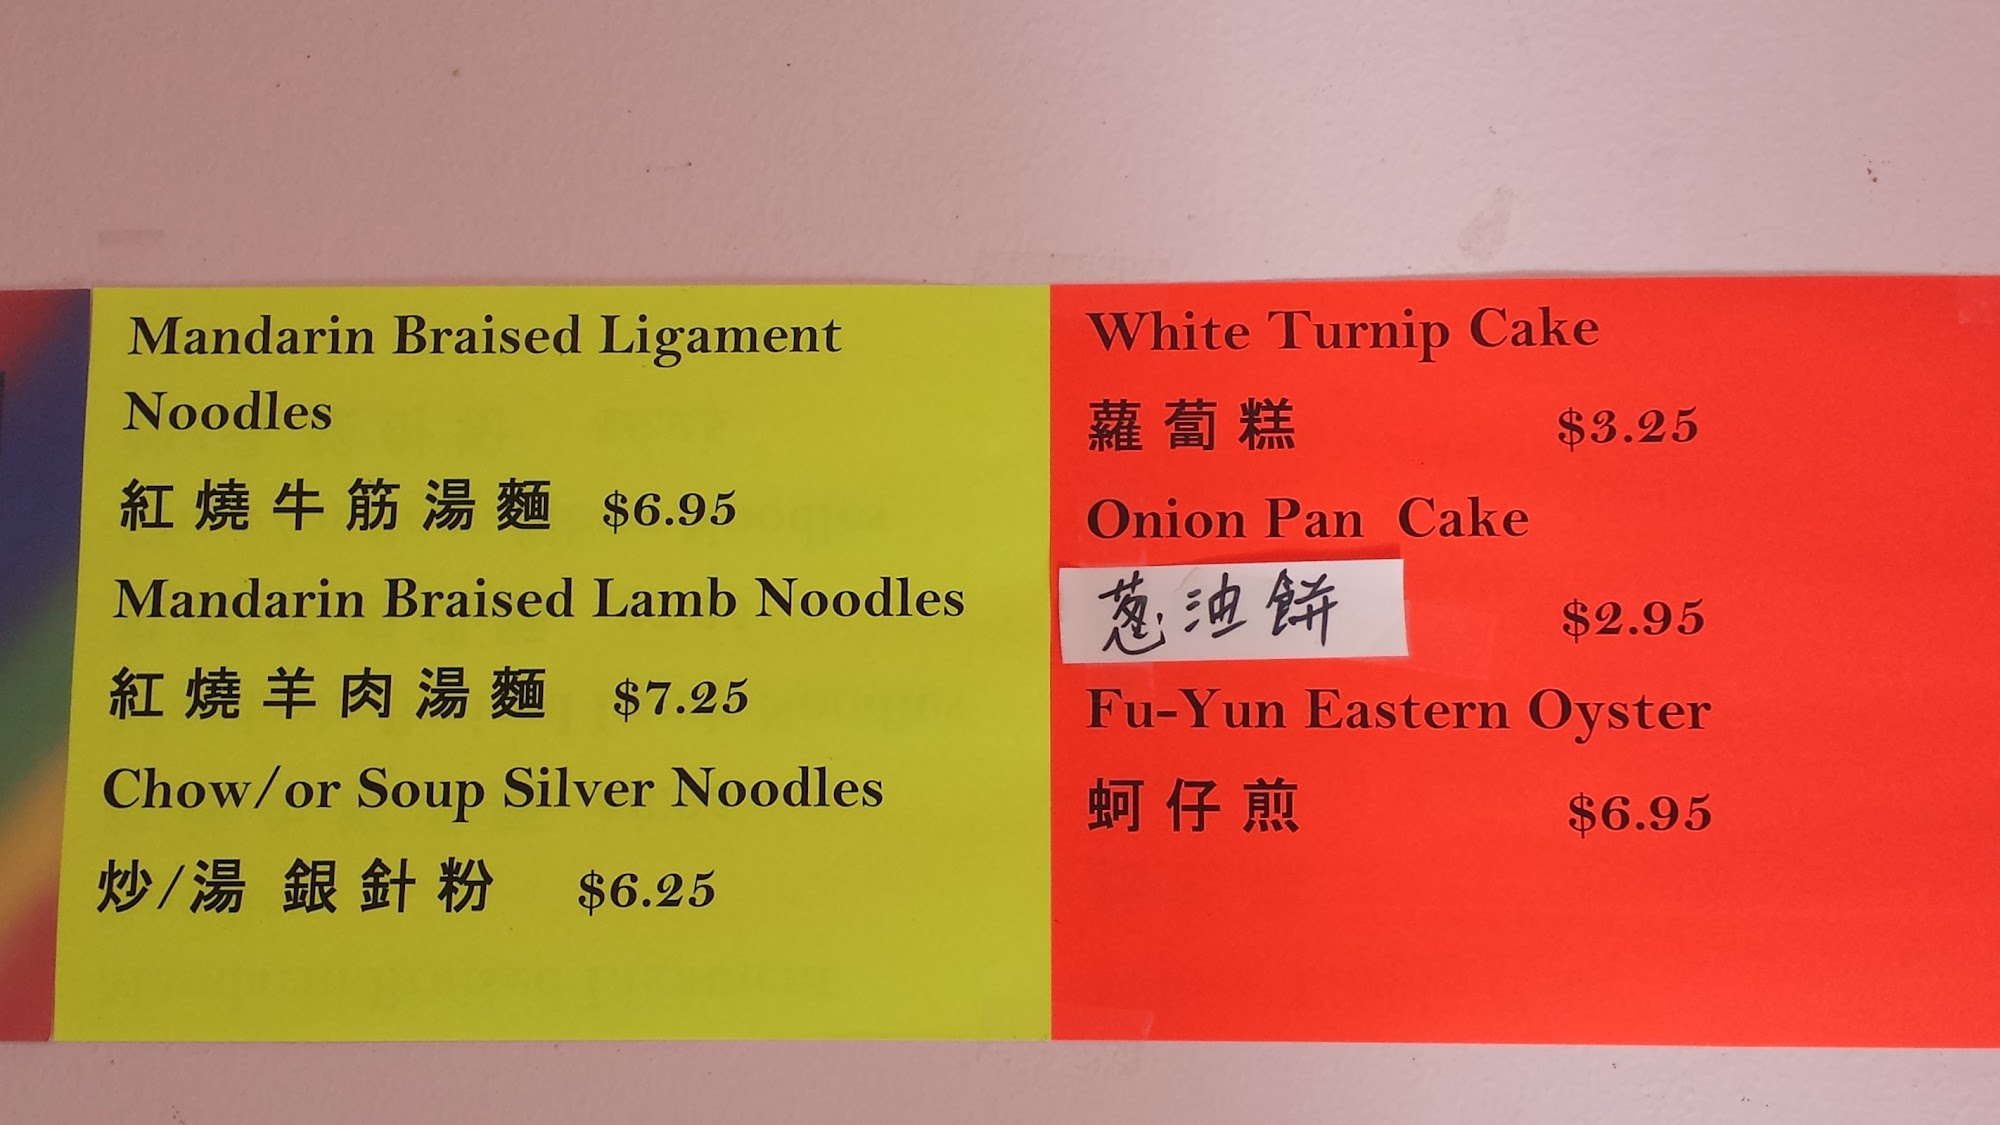 Mandarin Braised Ligament
Noodles
紅燒牛筋湯麵 $6.95
Mandarin Braised Lamb Noodles
紅燒羊肉湯麵 $7.25
Chow/or Soup Silver Noodles
炒/湯 銀針粉 $6.25
White Turnip Cake
蘿蔔糕 $3.25
Onion Pan Cake
葱油餅 $2.95
Fu-Yun Eastern Oyster
蚵仔煎 $6.95